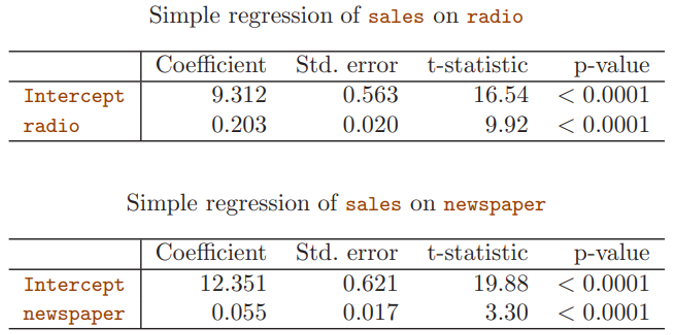 Simple regression of sales on radio
Coefficient Std. error t-statistic p-value
Intercept 9.312 0.563 16.54 < 0.0001
radio 0.203 0.020 9.92 < 0.0001
Simple regression of sales on newspaper
Coefficient Std. error t-statistic p-value
Intercept 12.351 0.621 19.88 < 0.0001
newspaper 0.055 0.017 3.30 < 0.0001